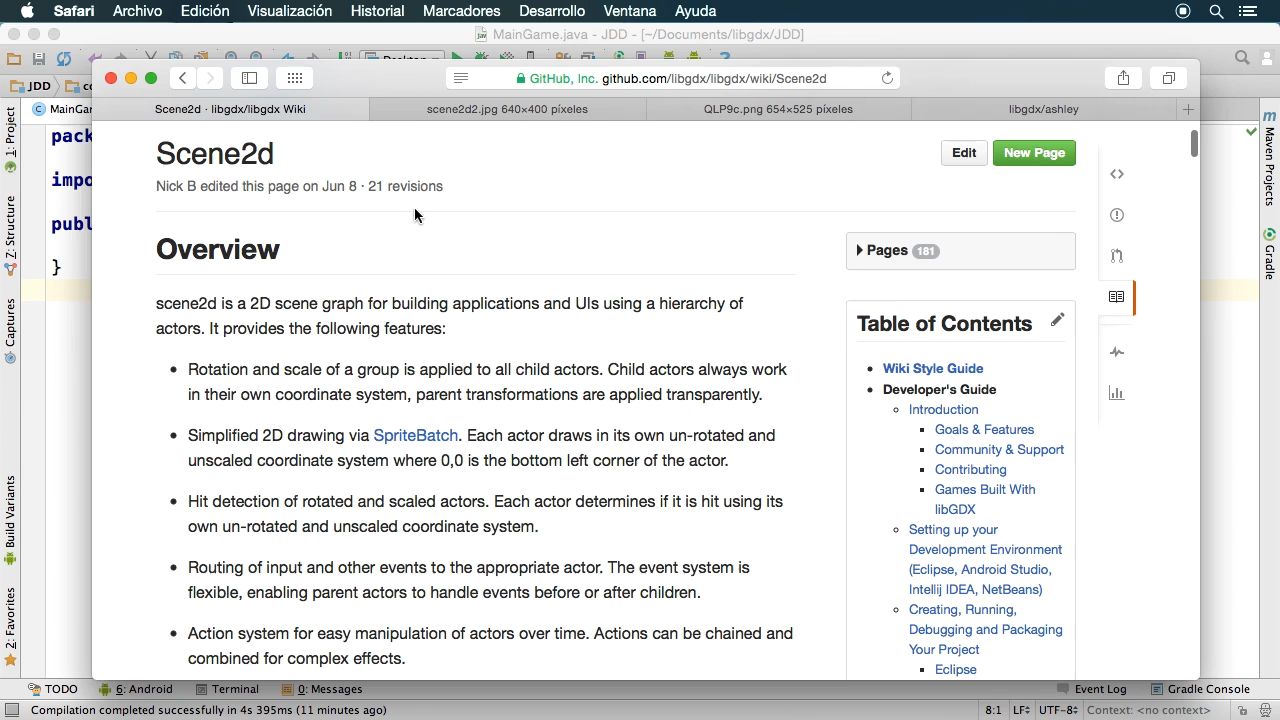 Safari Archivo Edición Visualización Historial Marcadores Desarrollo Ventana Ayuda
MainGame.java - JDD - [~/Documents/libgdx/JDD]
JDD
MainGa
GitHub, Inc. github.com/libgdx/libgdx/wiki/Scene2d
Scene2d · libgdx/libgdx Wiki
scene2d2.jpg 640×400 píxeles
QLP9c.png 654×525 píxeles
libgdx/ashley
pack
impo
publ
}
1: Project
Z: Structure
Captures
Build Variants
2: Favorites
Maven Projects
Gradle
Scene2d
Edit
New Page
Nick B edited this page on Jun 8 · 21 revisions
Overview
scene2d is a 2D scene graph for building applications and UIs using a hierarchy of
actors. It provides the following features:
• Rotation and scale of a group is applied to all child actors. Child actors always work
in their own coordinate system, parent transformations are applied transparently.
• Simplified 2D drawing via SpriteBatch. Each actor draws in its own un-rotated and
unscaled coordinate system where 0,0 is the bottom left corner of the actor.
• Hit detection of rotated and scaled actors. Each actor determines if it is hit using its
own un-rotated and unscaled coordinate system.
• Routing of input and other events to the appropriate actor. The event system is
flexible, enabling parent actors to handle events before or after children.
• Action system for easy manipulation of actors over time. Actions can be chained and
combined for complex effects.
Pages 181
Table of Contents
Wiki Style Guide
Developer's Guide
Introduction
Goals & Features
Community & Support
Contributing
Games Built With
libGDX
Setting up your
Development Environment
(Eclipse, Android Studio,
Intellij IDEA, NetBeans)
Creating, Running,
Debugging and Packaging
Your Project
Eclipse
TODO
6: Android
Terminal
0: Messages
Event Log
Gradle Console
Compilation completed successfully in 4s 395ms (11 minutes ago)
8:1 LF÷ UTF-8÷ Context: <no context>